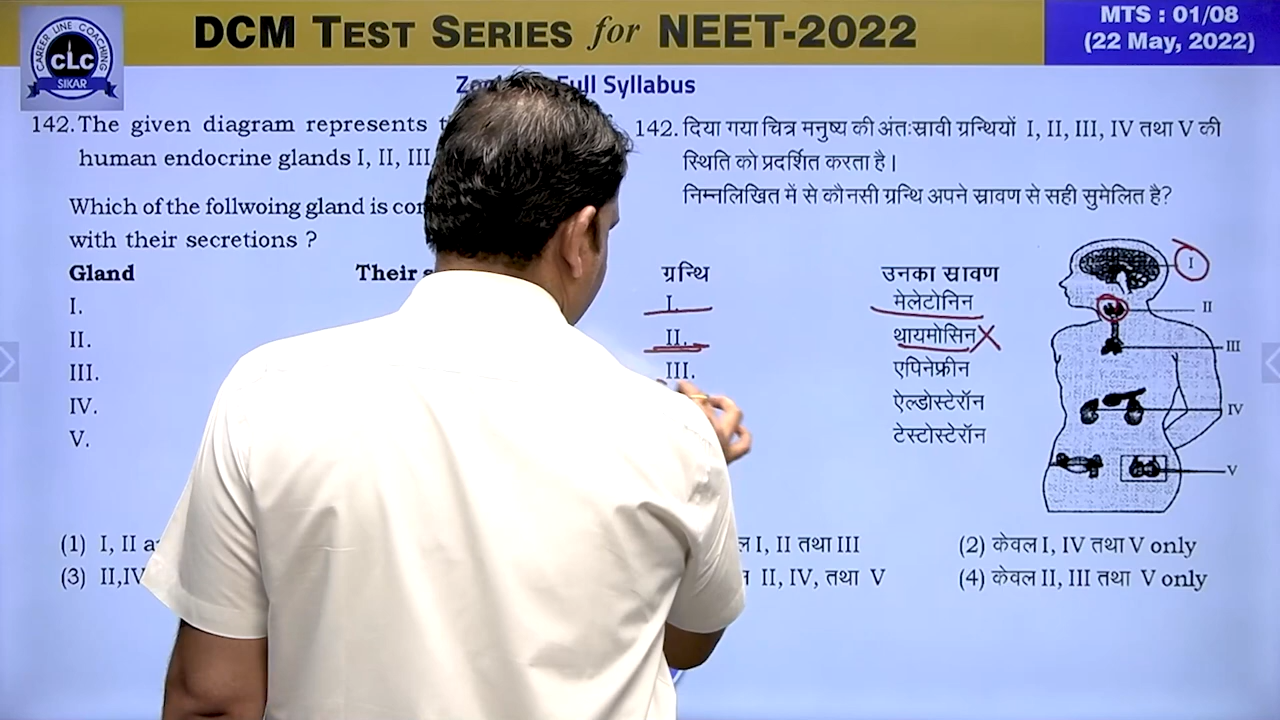 CAREER LINE COACHING
CLC
SIKAR
DCM TEST SERIES for NEET-2022
MTS : 01/08
(22 May, 2022)
Full Syllabus
142. The given diagram represents
human endocrine glands I, II, III
Which of the follwoing gland is
with their secretions ?
Gland Their
I.
II.
III.
IV.
V.
(1) I, II
(3) II,IV
142. दिया गया चित्र मनुष्य की अंतःस्रावी ग्रन्थियों I, II, III, IV तथा V की
स्थिति को प्रदर्शित करता है।
निम्नलिखित में से कौनसी ग्रन्थि अपने स्रावण से सही सुमेलित है?
ग्रन्थि उनका स्रावण
I. मेलेटोनिन
II. थायमोसिन
III. एपिनेफ्रीन
ऐल्डोस्टेरॉन
टेस्टोस्टेरॉन
I
II
III
IV
V
I, II तथा III (2) केवल I, IV तथा V only
II, IV, तथा V (4) केवल II, III तथा V only